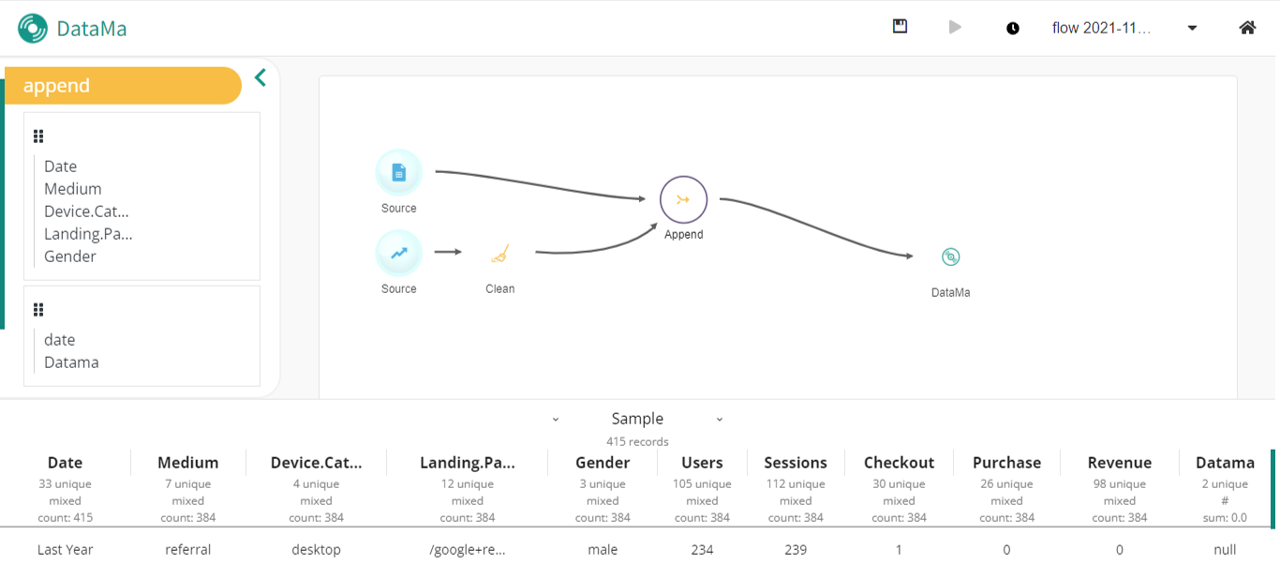 DataMa
flow 2021-11...
append
Date
Medium
Device.Cat...
Landing.Pa...
Gender
date
Datama
Source
Source
Clean
Append
DataMa
Sample
415 records
Date Medium Device.Cat... Landing.Pa... Gender Users Sessions Checkout Purchase Revenue Datama
33 unique 7 unique 4 unique 12 unique 3 unique 105 unique 112 unique 30 unique 26 unique 98 unique 2 unique
mixed mixed mixed mixed mixed mixed mixed mixed mixed mixed #
count: 415 count: 384 count: 384 count: 384 count: 384 count: 384 count: 384 count: 384 count: 384 count: 384 sum: 0.0
Last Year referral desktop /google+re... male 234 239 1 0 0 null